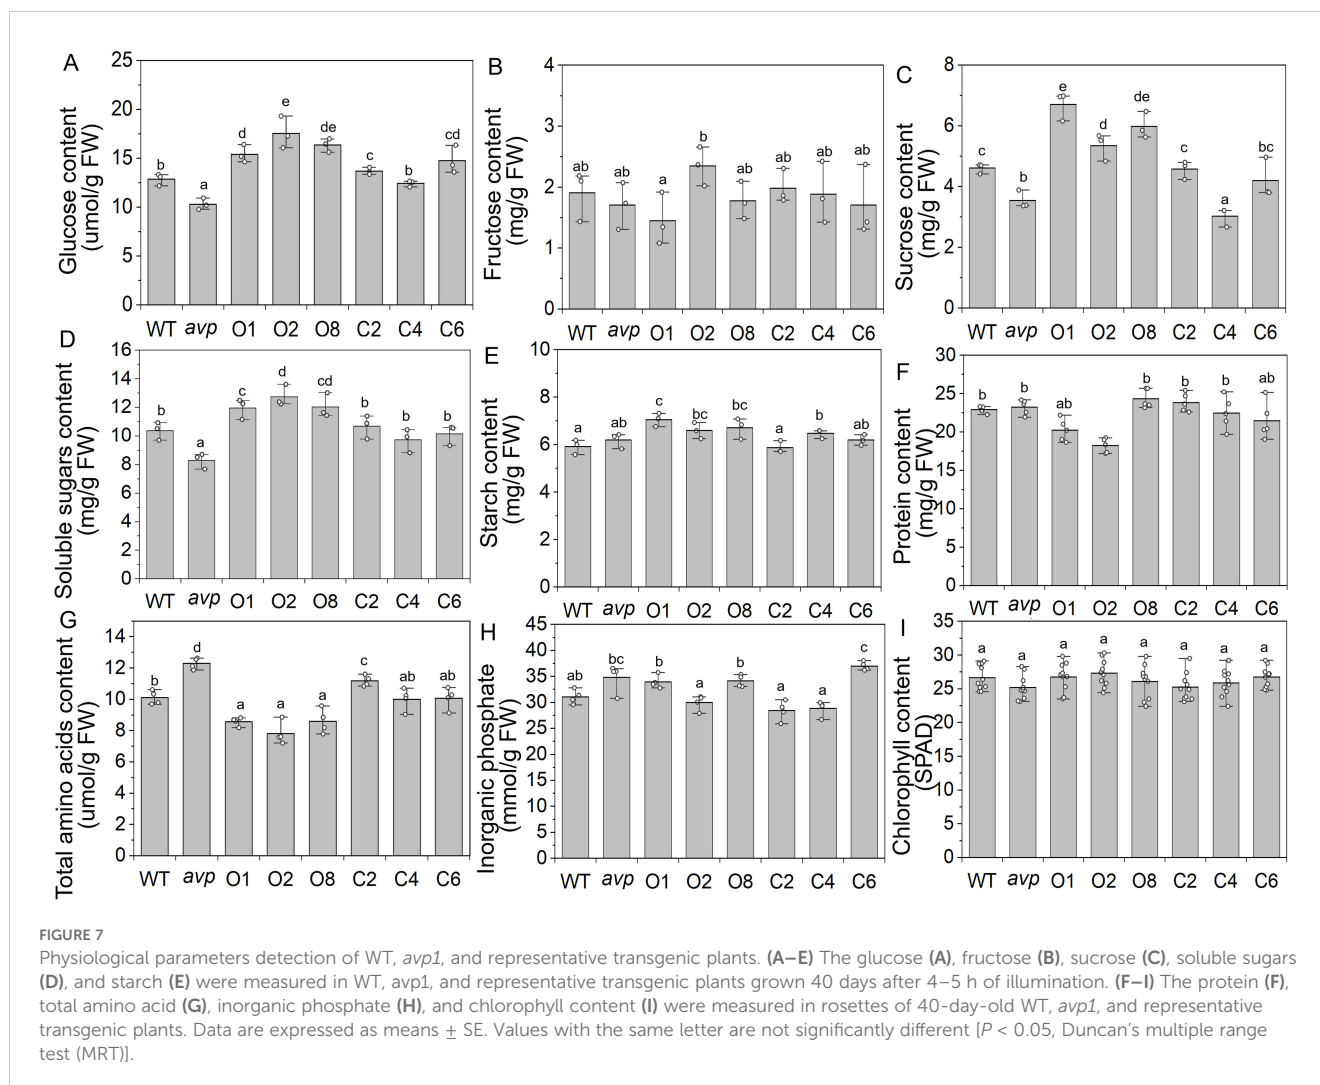 A
Glucose content
(umol/g FW)
25
20
15
10
5
0
b
a
d
e
de
c
c
cd
WT avp O1 O2 O8 C2 C4 C6
B
Fructose content
(mg/g FW)
4
3
2
1
0
ab
ab
a
b
ab
ab
ab
ab
WT avp O1 O2 O8 C2 C4 C6
C
Sucrose content
(mg/g FW)
8
6
4
2
0
c
b
e
d
de
c
a
bc
WT avp O1 O2 O8 C2 C4 C6
D
Soluble sugars content
(mg/g FW)
16
14
12
10
8
6
4
2
0
b
a
c
d
cd
b
b
b
WT avp O1 O2 O8 C2 C4 C6
E
Starch content
(mg/g FW)
10
8
6
4
2
0
a
ab
c
bc
bc
a
b
ab
WT avp O1 O2 O8 C2 C4 C6
F
Protein content
(mg/g FW)
30
25
20
15
10
5
0
b
b
ab
a
b
b
b
ab
WT avp O1 O2 O8 C2 C4 C6
G
Total amino acids content
(umol/g FW)
14
12
10
8
6
4
2
0
b
d
a
a
a
c
ab
ab
WT avp O1 O2 O8 C2 C4 C6
H
Inorganic phosphate
(mmol/g FW)
45
40
35
30
25
20
15
10
5
0
ab
bc
b
a
b
a
a
c
WT avp O1 O2 O8 C2 C4 C6
I
Chlorophyll content
(SPAD)
35
30
25
20
15
10
5
0
a
a
a
a
a
a
a
a
WT avp O1 O2 O8 C2 C4 C6
FIGURE 7
Physiological parameters detection of WT, avp1, and representative transgenic plants. (A–E) The glucose (A), fructose (B), sucrose (C), soluble sugars
(D), and starch (E) were measured in WT, avp1, and representative transgenic plants grown 40 days after 4–5 h of illumination. (F–I) The protein (F),
total amino acid (G), inorganic phosphate (H), and chlorophyll content (I) were measured in rosettes of 40-day-old WT, avp1, and representative
transgenic plants. Data are expressed as means ± SE. Values with the same letter are not significantly different [P < 0.05, Duncan's multiple range
test (MRT)].